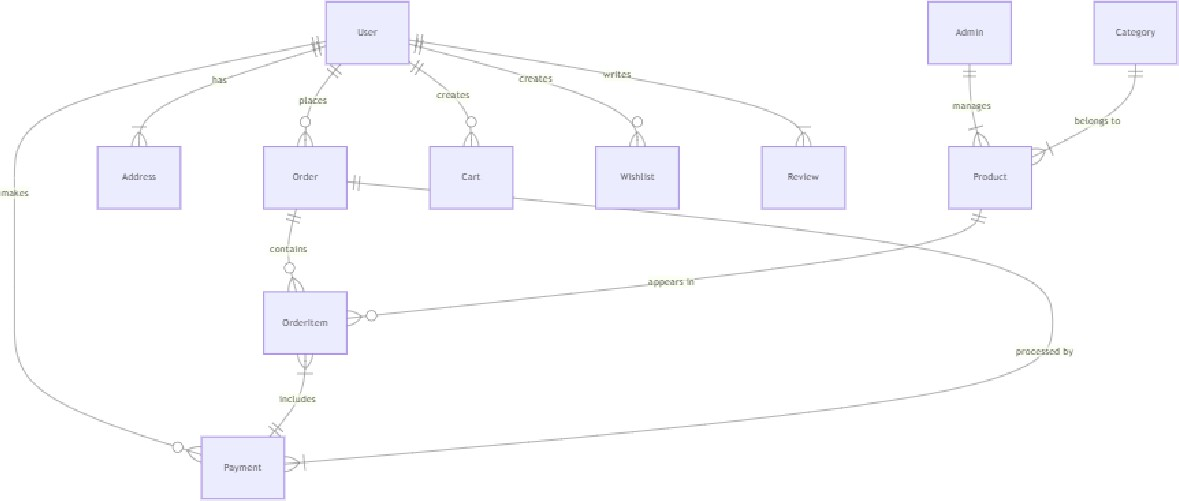 User
Admin
Category
has
creates
writes
places
creates
manages
belongs to
Address
Order
Cart
Wishlist
Review
Product
makes
contains
appears in
OrderItem
processed by
includes
Payment